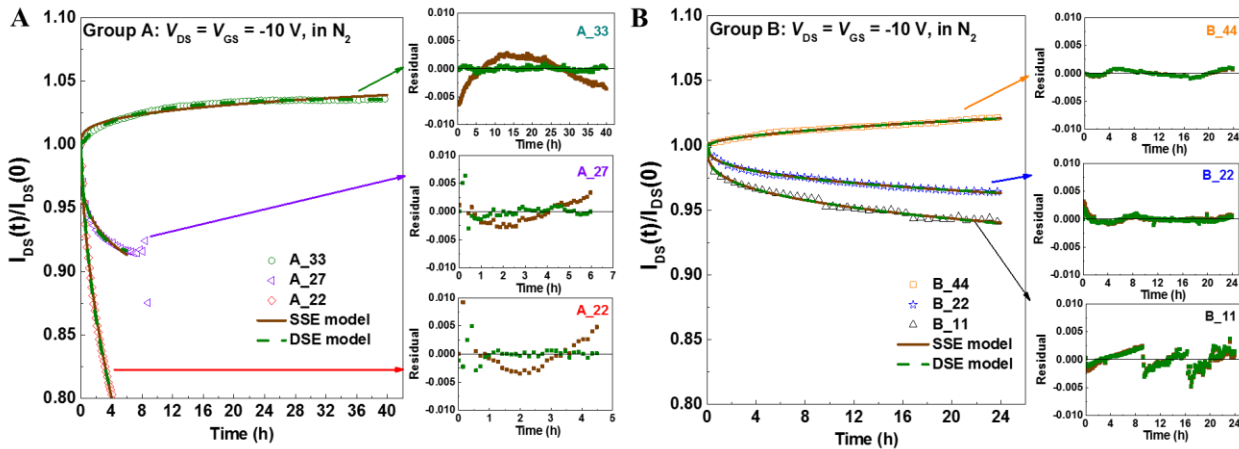 A
Group A: VDS = VGS = -10 V, in N2
IDS(t)/IDS(0)
1.10
1.05
1.00
0.95
0.90
0.85
0.80
A_33
A_27
A_22
SSE model
DSE model
0 4 8 12 16 20 24 28 32 36 40
Time (h)
A_33
Residual
0.010
0.005
0.000
0.005
-0.010
0 5 10 15 20 25 30 35 40
Time (h)
A_27
Residual
0.010
0.005
0.000
-0.005
-0.010
0 1 2 3 4 5 6 7
Time (h)
A_22
Residual
0.010
0.005
0.000
-0.005
-0.010
0 1 2 3 4 5
Time (h)
B
Group B: VDS = VGS = -10 V, in N2
IDS(t)/IDS(0)
1.10
1.05
1.00
0.95
0.90
0.85
0.80
B_44
B_22
B_11
SSE model
DSE model
0 4 8 12 16 20 24
Time (h)
B_44
Residual
0.010
0.005
0.000
-0.005
-0.010
0 4 8 12 16 20 24
Time (h)
B_22
Residual
0.010
0.005
0.000
-0.005
-0.010
0 4 8 12 16 20 24
Time (h)
B_11
Residual
0.010
0.005
0.000
-0.005
-0.010
0 4 8 12 16 20 24
Time (h)